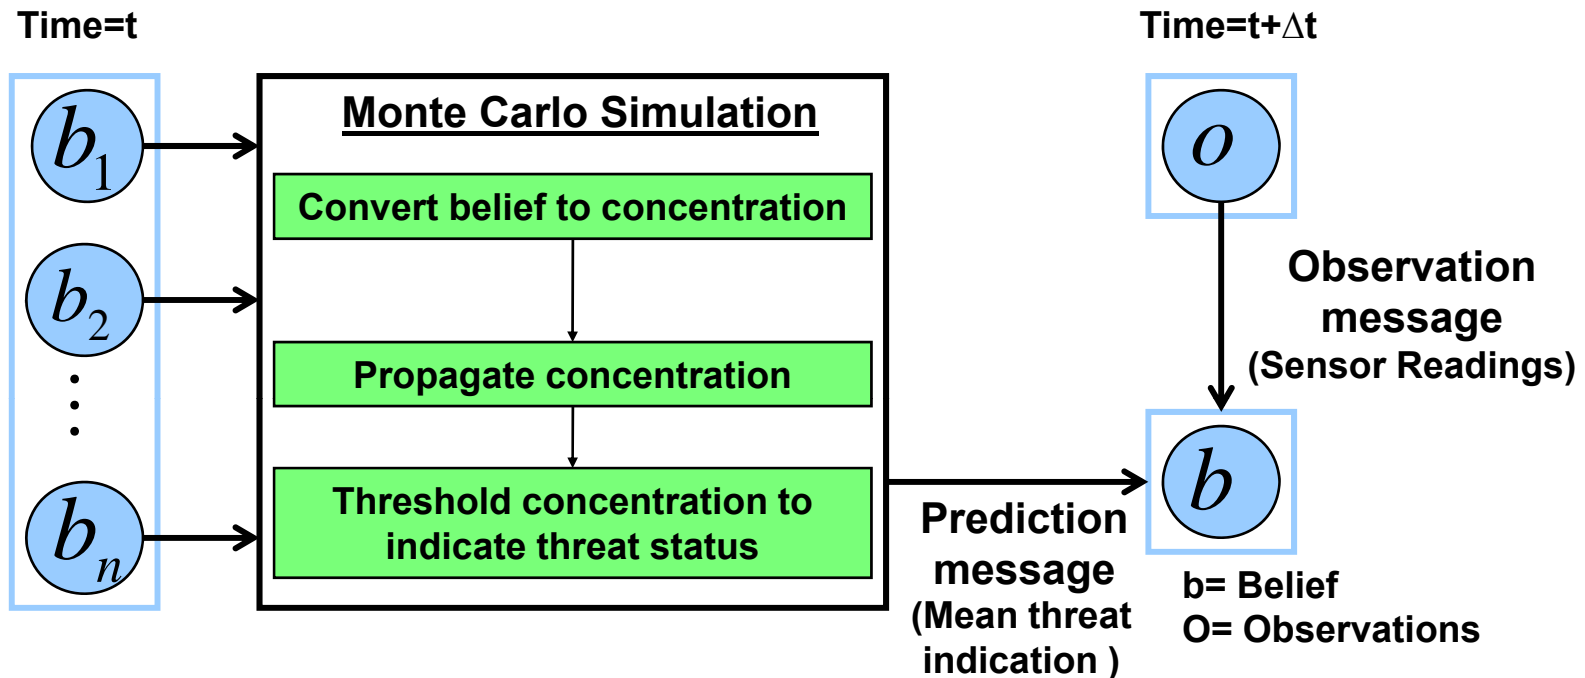 Time=t
b1
b2
⋮
bn
Monte Carlo Simulation
Convert belief to concentration
Propagate concentration
Threshold concentration to
indicate threat status
Prediction
message
(Mean threat
indication )
Time=t+Δt
o
Observation
message
(Sensor Readings)
b
b= Belief
O= Observations